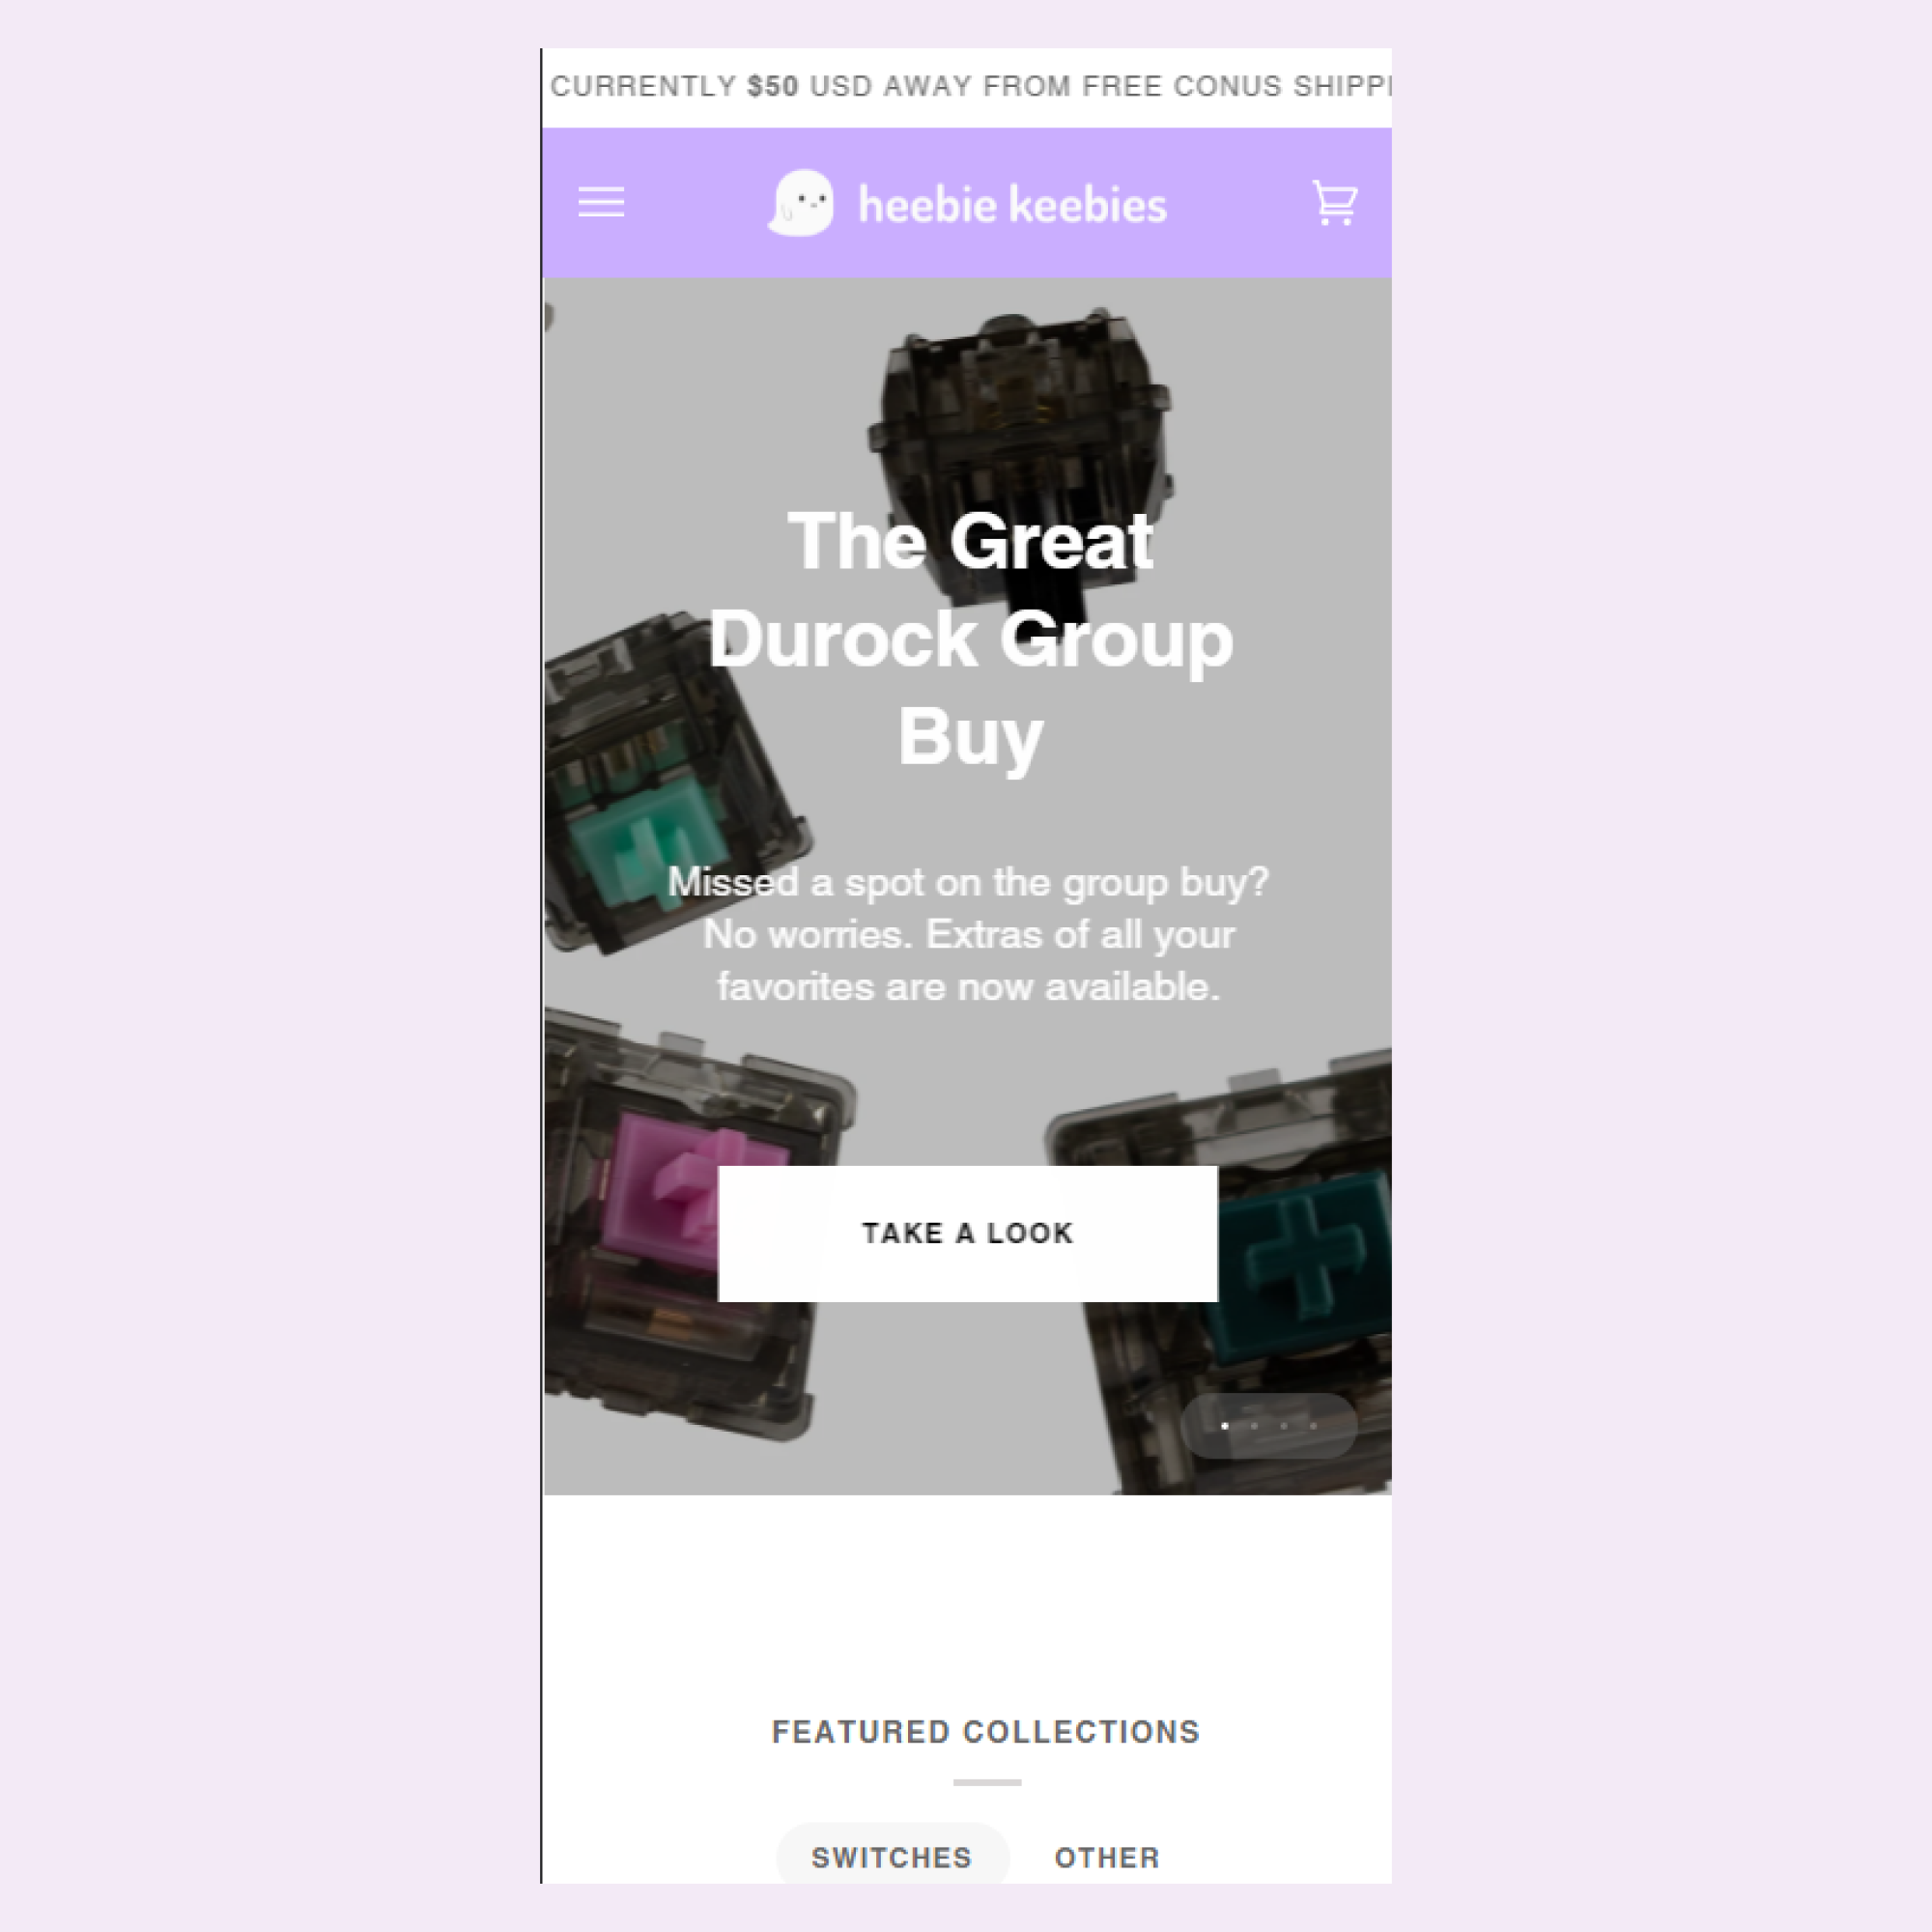 CURRENTLY $50 USD AWAY FROM FREE CONUS SHIPP
heebie keebies
The Great
Durock Group
Buy
Missed a spot on the group buy?
No worries. Extras of all your
favorites are now available.
TAKE A LOOK
FEATURED COLLECTIONS
SWITCHES OTHER